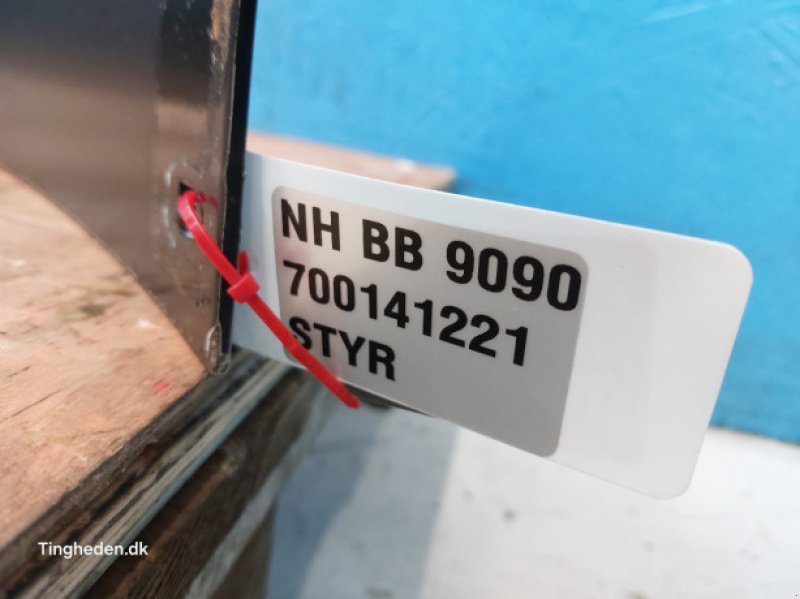 NH BB 9090
700141221
STYR
Tingheden.dk